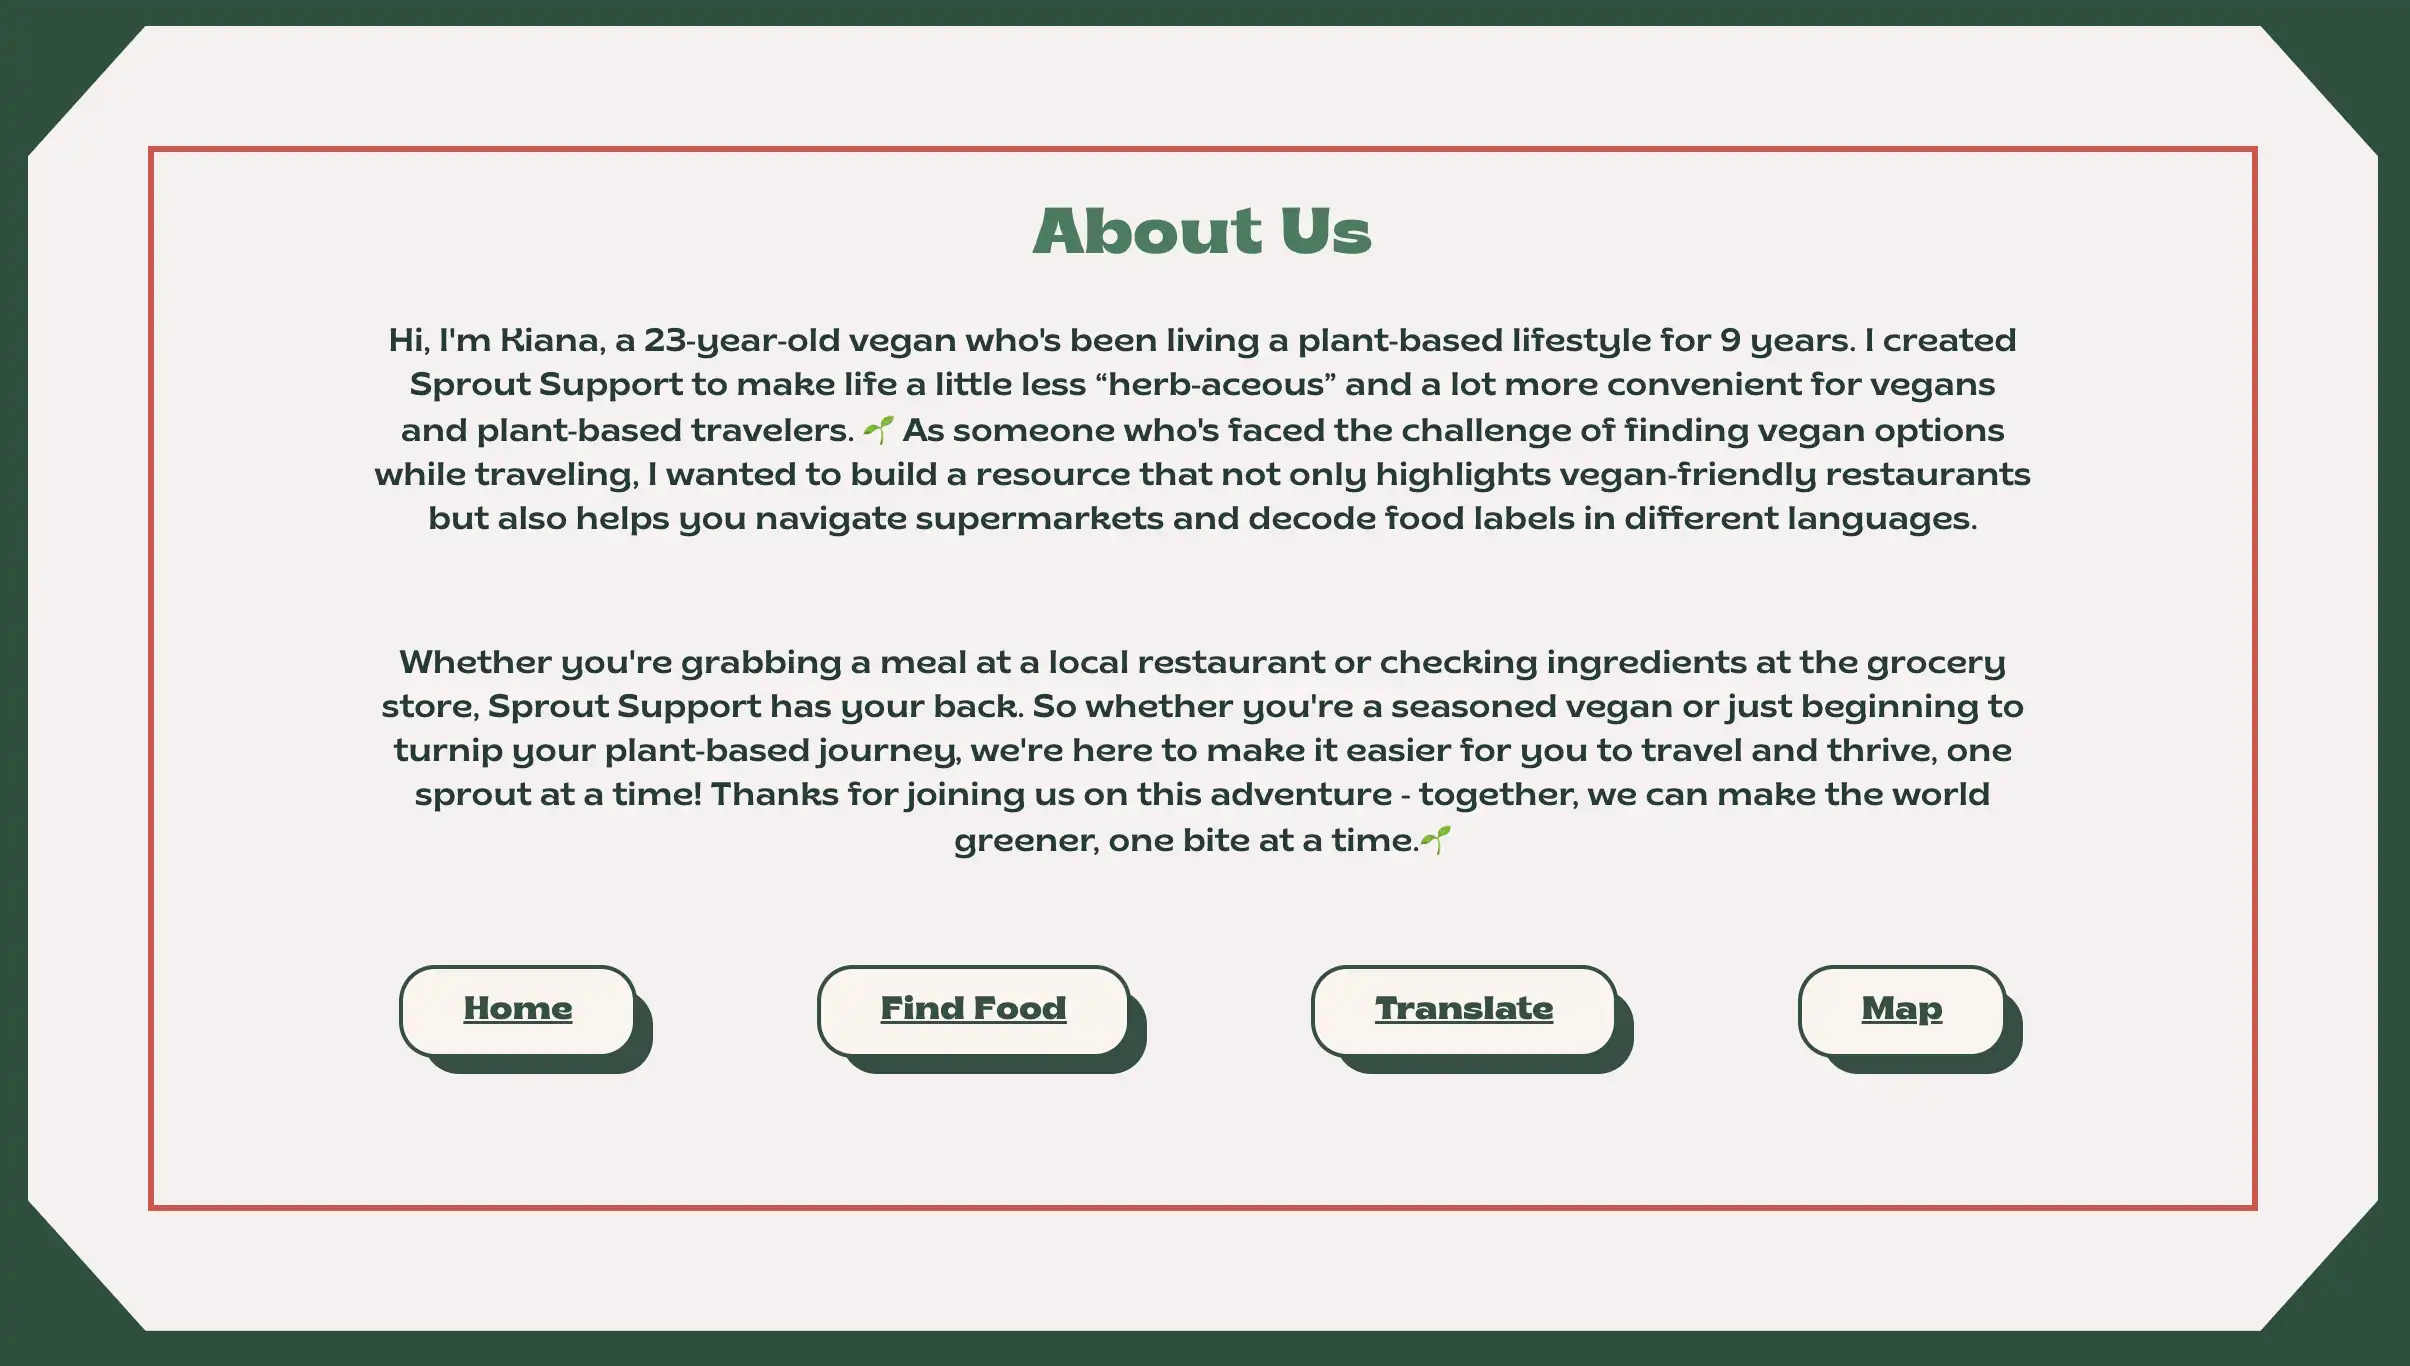 About Us
Hi, I'm Kiana, a 23-year-old vegan who's been living a plant-based lifestyle for 9 years. I created
Sprout Support to make life a little less “herb-aceous” and a lot more convenient for vegans
and plant-based travelers. 🌱 As someone who's faced the challenge of finding vegan options
while traveling, I wanted to build a resource that not only highlights vegan-friendly restaurants
but also helps you navigate supermarkets and decode food labels in different languages.
Whether you're grabbing a meal at a local restaurant or checking ingredients at the grocery
store, Sprout Support has your back. So whether you're a seasoned vegan or just beginning to
turnip your plant-based journey, we're here to make it easier for you to travel and thrive, one
sprout at a time! Thanks for joining us on this adventure - together, we can make the world
greener, one bite at a time.🌱
Home
Find Food
Translate
Map